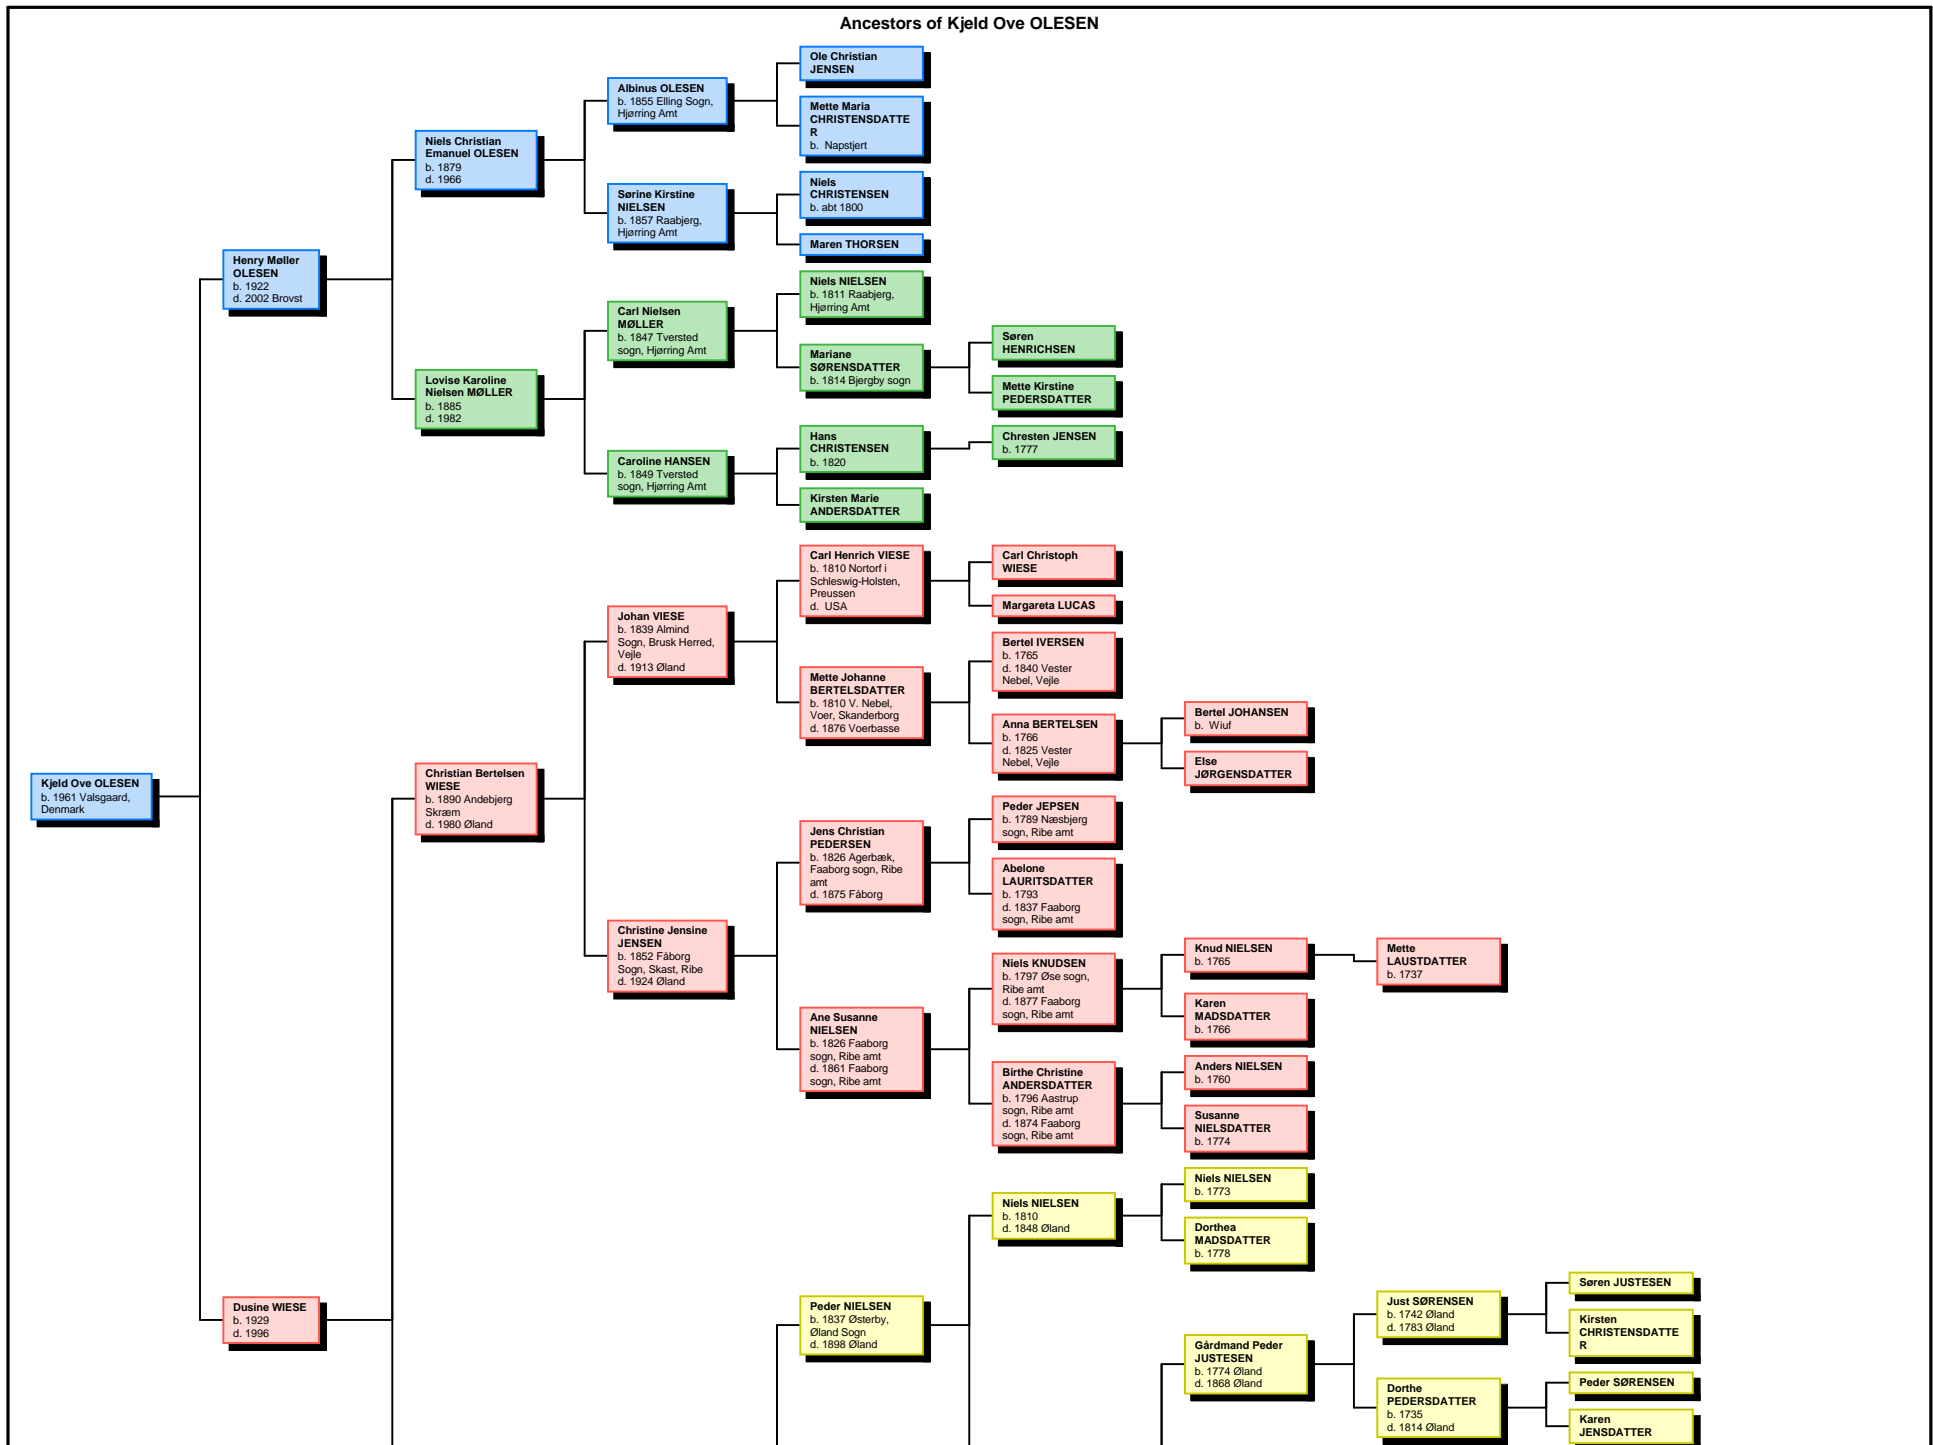 Ancestors of Kjeld Ove OLESEN
Kjeld Ove OLESEN
b. 1961 Valsgaard,
Denmark
Henry Møller
OLESEN
b. 1922
d. 2002 Brovst
Dusine WIESE
b. 1929
d. 1996
Niels Christian
Emanuel OLESEN
b. 1879
d. 1966
Lovise Karoline
Nielsen MØLLER
b. 1885
d. 1982
Christian Bertelsen
WIESE
b. 1890 Andebjerg
Skræm
d. 1980 Øland
Albinus OLESEN
b. 1855 Elling Sogn,
Hjørring Amt
Sørine Kirstine
NIELSEN
b. 1857 Raabjerg,
Hjørring Amt
Carl Nielsen
MØLLER
b. 1847 Tversted
sogn, Hjørring Amt
Caroline HANSEN
b. 1849 Tversted
sogn, Hjørring Amt
Johan VIESE
b. 1839 Almind
Sogn, Brusk Herred,
Vejle
d. 1913 Øland
Christine Jensine
JENSEN
b. 1852 Fåborg
Sogn, Skast, Ribe
d. 1924 Øland
Ole Christian
JENSEN
Mette Maria
CHRISTENSDATTE
R
b.  Napstjert
Niels
CHRISTENSEN
b. abt 1800
Maren THORSEN
Niels NIELSEN
b. 1811 Raabjerg,
Hjørring Amt
Mariane
SØRENSDATTER
b. 1814 Bjergby sogn
Hans
CHRISTENSEN
b. 1820
Kirsten Marie
ANDERSDATTER
Carl Henrich VIESE
b. 1810 Nortorf i
Schleswig-Holsten,
Preussen
d.  USA
Mette Johanne
BERTELSDATTER
b. 1810 V. Nebel,
Voer, Skanderborg
d. 1876 Voerbasse
Jens Christian
PEDERSEN
b. 1826 Agerbæk,
Faaborg sogn, Ribe
amt
d. 1875 Fåborg
Ane Susanne
NIELSEN
b. 1826 Faaborg
sogn, Ribe amt
d. 1861 Faaborg
sogn, Ribe amt
Peder NIELSEN
b. 1837 Østerby,
Øland Sogn
d. 1898 Øland
Søren
HENRICHSEN
Mette Kirstine
PEDERSDATTER
Chresten JENSEN
b. 1777
Carl Christoph
WIESE
Margareta LUCAS
Bertel IVERSEN
b. 1765
d. 1840 Vester
Nebel, Vejle
Anna BERTELSEN
b. 1766
d. 1825 Vester
Nebel, Vejle
Peder JEPSEN
b. 1789 Næsbjerg
sogn, Ribe amt
Abelone
LAURITSDATTER
b. 1793
d. 1837 Faaborg
sogn, Ribe amt
Niels KNUDSEN
b. 1797 Øse sogn,
Ribe amt
d. 1877 Faaborg
sogn, Ribe amt
Birthe Christine
ANDERSDATTER
b. 1796 Aastrup
sogn, Ribe amt
d. 1874 Faaborg
sogn, Ribe amt
Niels NIELSEN
b. 1810
d. 1848 Øland
Bertel JOHANSEN
b.  Wiuf
Else
JØRGENSDATTER
Knud NIELSEN
b. 1765
Karen
MADSDATTER
b. 1766
Anders NIELSEN
b. 1760
Susanne
NIELSDATTER
b. 1774
Niels NIELSEN
b. 1773
Dorthea
MADSDATTER
b. 1778
Gårdmand Peder
JUSTESEN
b. 1774 Øland
d. 1868 Øland
Mette
LAUSTDATTER
b. 1737
Just SØRENSEN
b. 1742 Øland
d. 1783 Øland
Dorthe
PEDERSDATTER
b. 1735
d. 1814 Øland
Søren JUSTESEN
Kirsten
CHRISTENSDATTE
R
Peder SØRENSEN
Karen
JENSDATTER